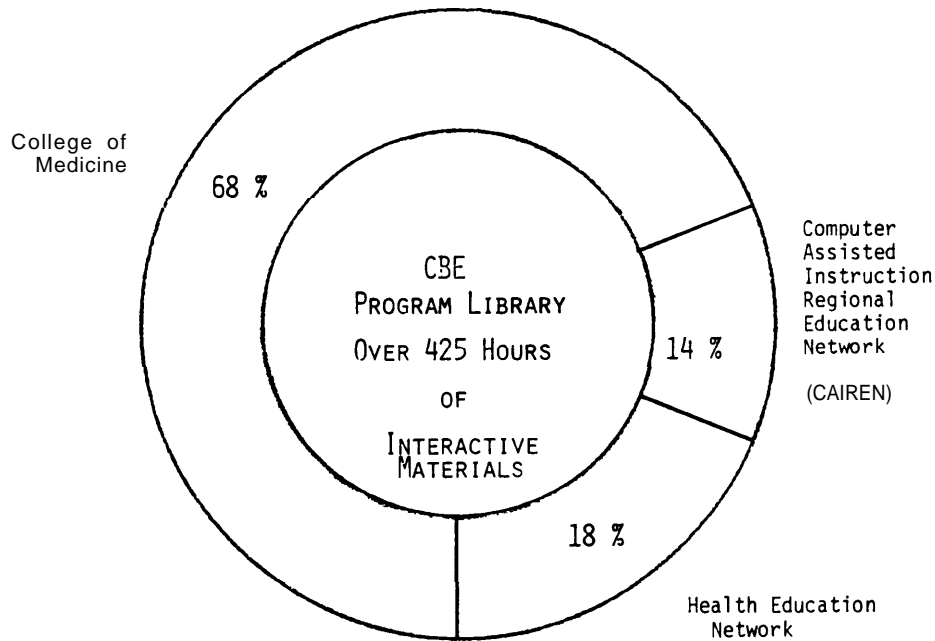 College of
Medicine
68 %
CBE
PROGRAM LIBRARY
OVER 425 HOURS
OF
INTERACTIVE
MATERIALS
14 %
Computer
Assisted
Instruction
Regional
Education
Network
(CAIREN)
18 %
Health Education
Network